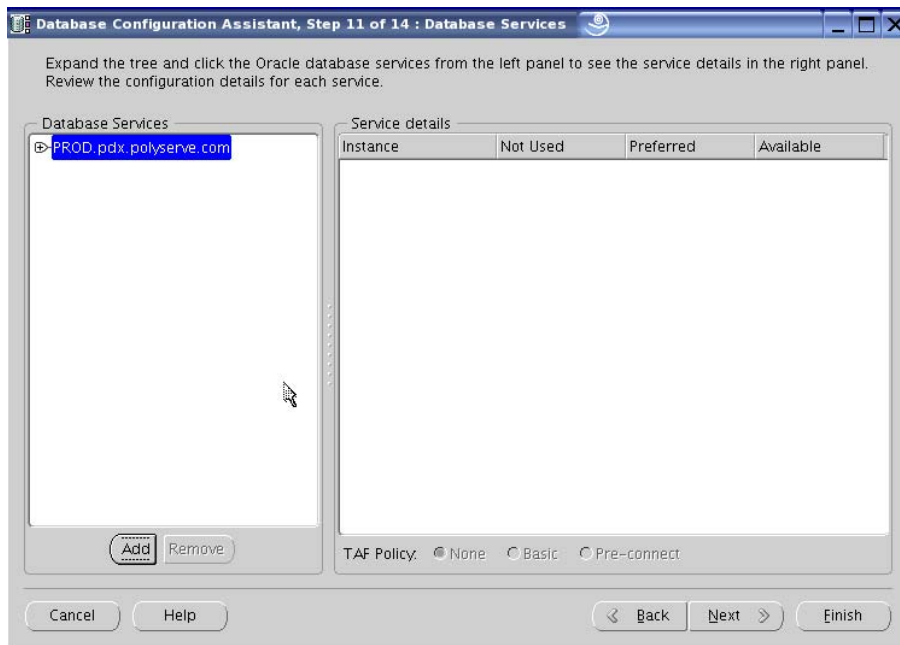 Database Configuration Assistant, Step 11 of 14 : Database Services
Expand the tree and click the Oracle database services from the left panel to see the service details in the right panel.
Review the configuration details for each service.
Database Services
PROD.pdx.polyserve.com
Add
Remove
Service details
Instance
Not Used
Preferred
Available
TAF Policy:
None
Basic
Pre-connect
Cancel
Help
Back
Next
Finish